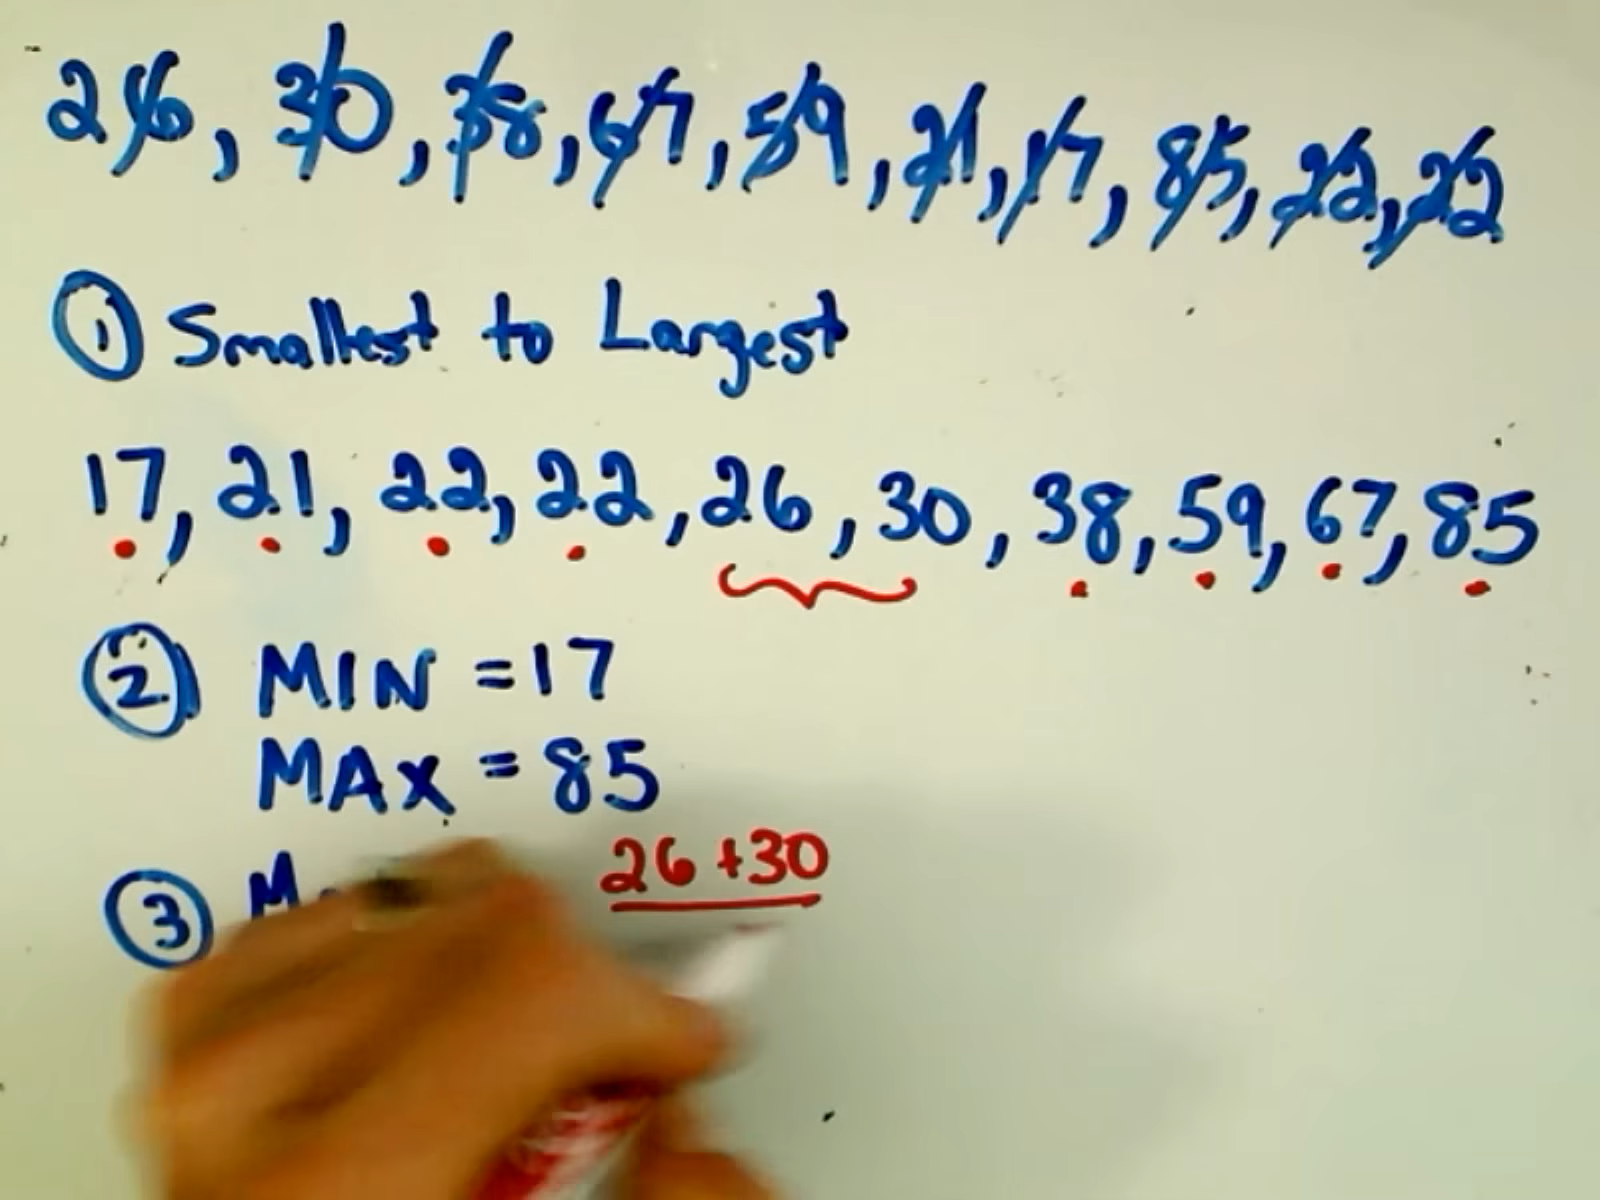 26, 30, 38, 67, 59, 21, 17, 85, 22, 22
1 Smallest to Largest
17, 21, 22, 22, 26, 30, 38, 59, 67, 85
2 MIN = 17
MAX = 85
3
26 + 30